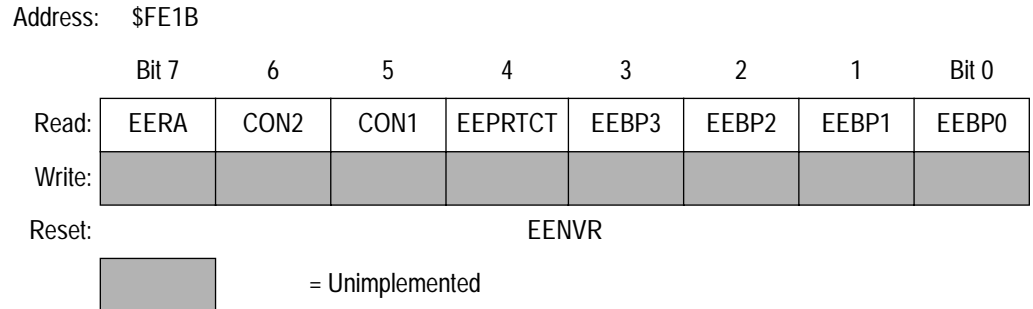 Address: $FE1B
Bit 7 6 5 4 3 2 1 Bit 0
Read: EERA CON2 CON1 EEPRTCT EEBP3 EEBP2 EEBP1 EEBP0
Write:
Reset: EENVR
= Unimplemented